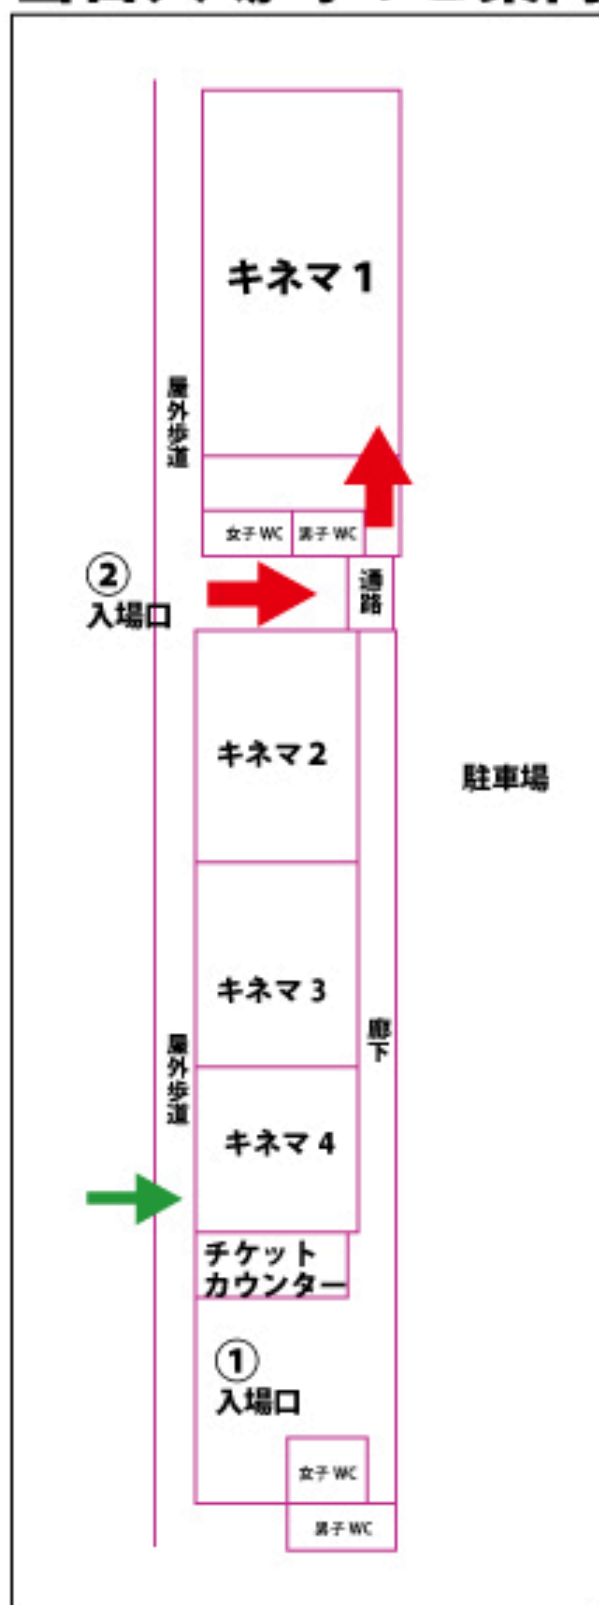 キネマ 1
屋外歩道
女子 WC
男子 WC
②
入場口
通路
キネマ 2
駐車場
キネマ 3
廊下
屋外歩道
キネマ 4
チケット
カウンター
①
入場口
女子 WC
男子 WC